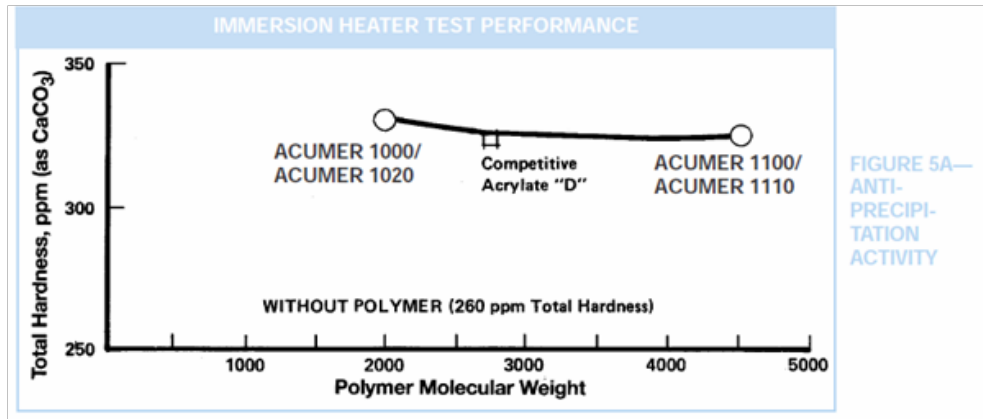 IMMERSION HEATER TEST PERFORMANCE
350
Total Hardness, ppm (as CaCO₃)
ACUMER 1000/
ACUMER 1020
Competitive
Acrylate "D"
ACUMER 1100/
ACUMER 1110
300
WITHOUT POLYMER (260 ppm Total Hardness)
250
1000 2000 3000 4000 5000
Polymer Molecular Weight
FIGURE 5A—
ANTI-
PRECIPI-
TATION
ACTIVITY